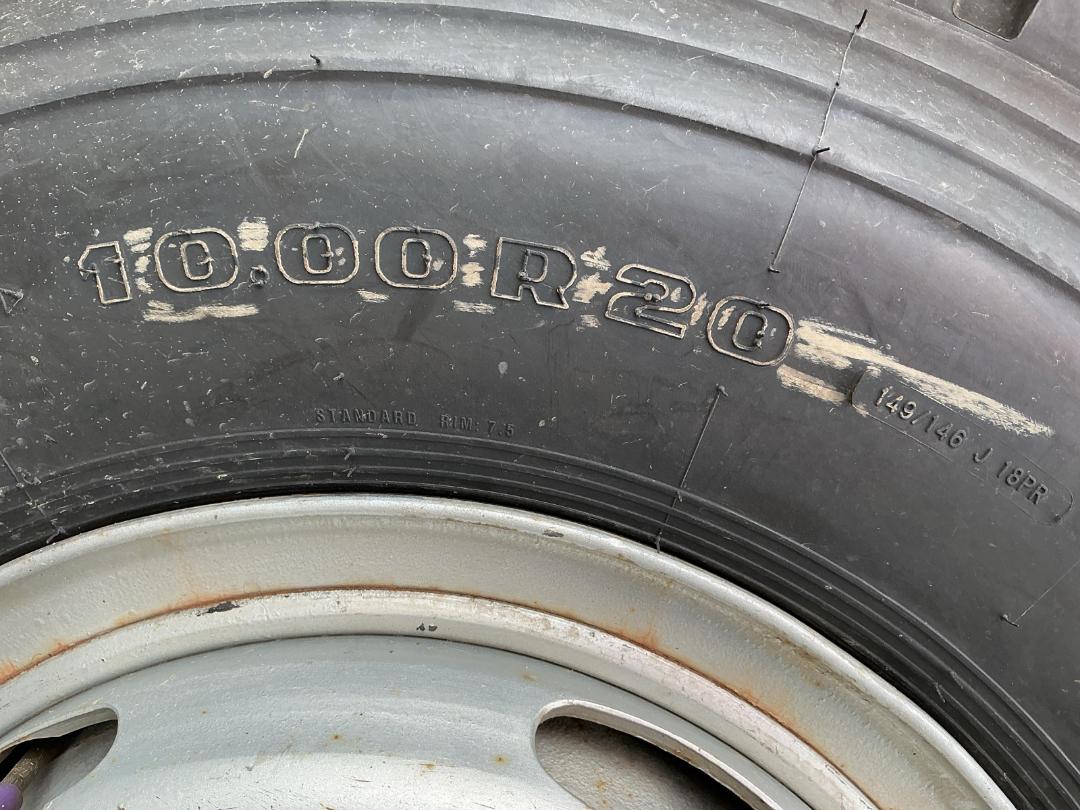 10.00R20
149/146 J 18PR
STANDARD RIM: 7.5